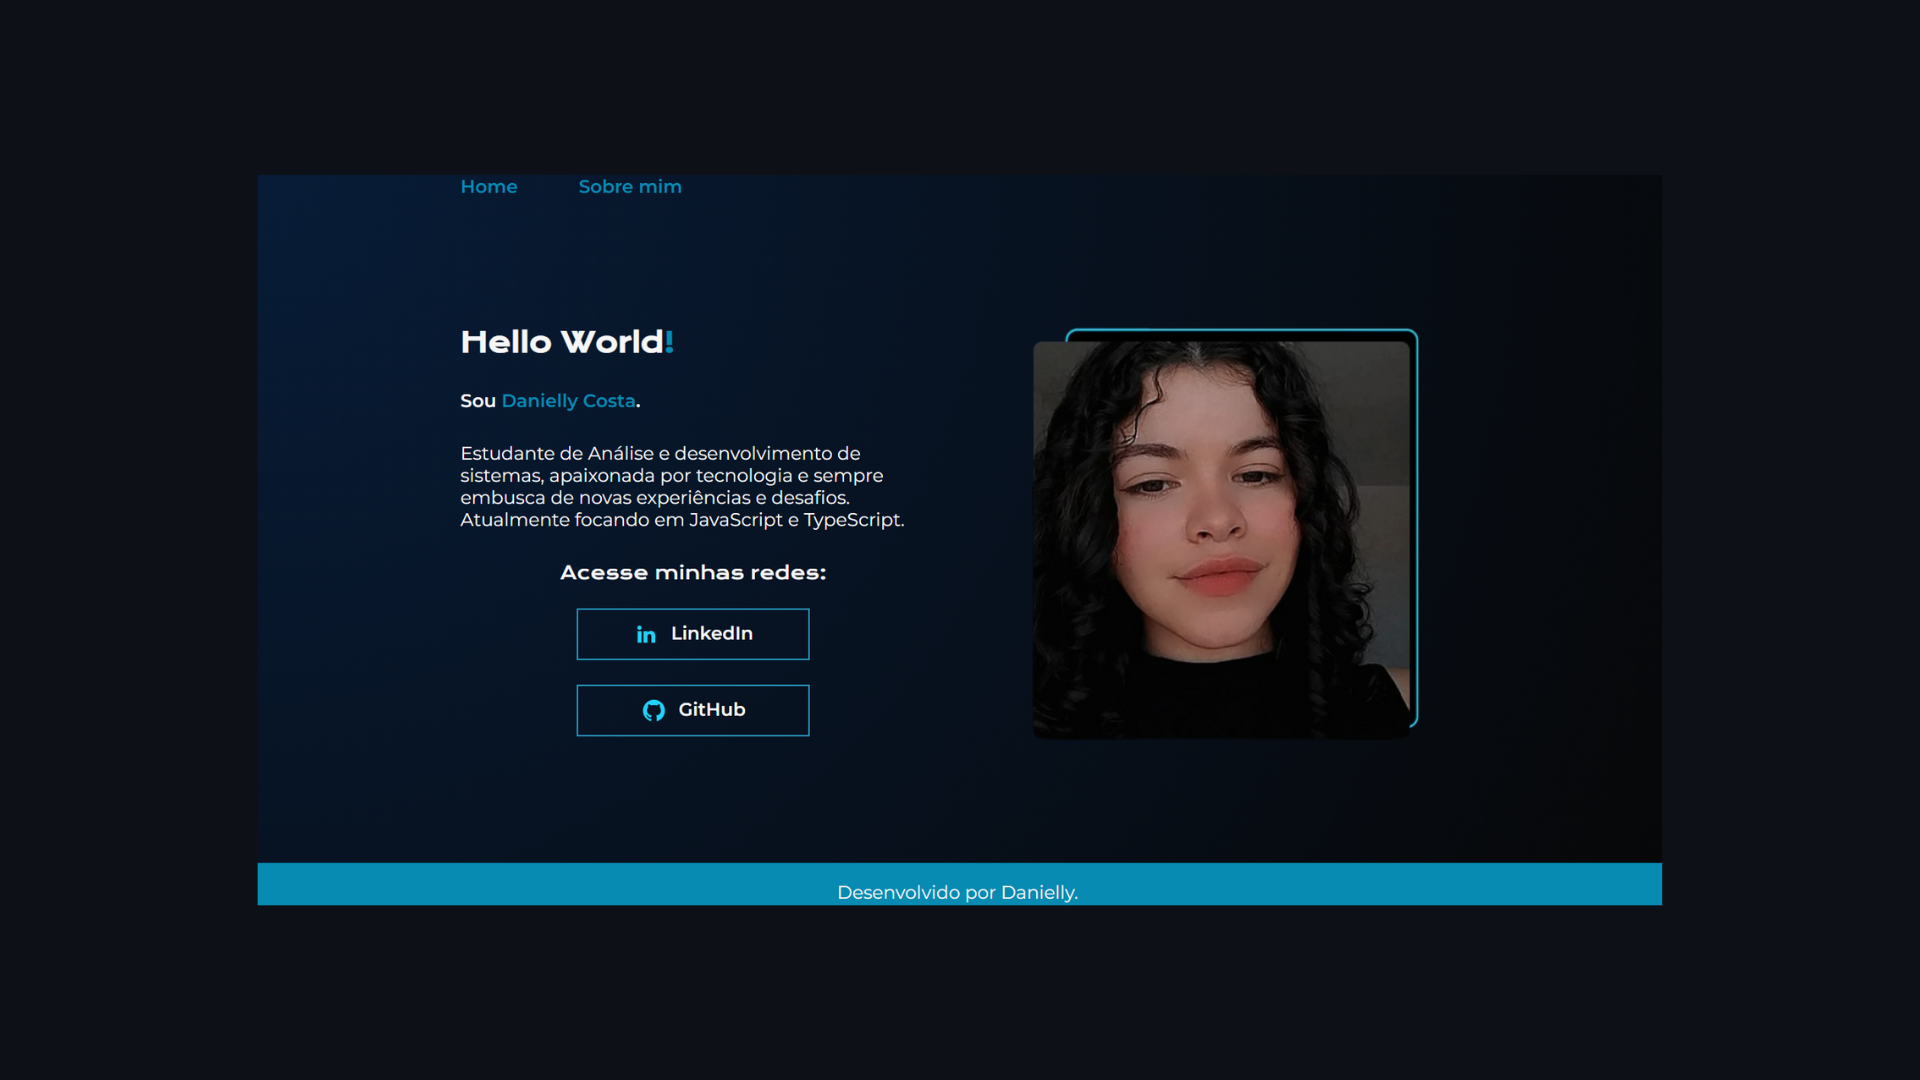 Home Sobre mim
Hello World!
Sou Danielly Costa.
Estudante de Análise e desenvolvimento de
sistemas, apaixonada por tecnologia e sempre
embusca de novas experiências e desafios.
Atualmente focando em JavaScript e TypeScript.
Acesse minhas redes:
in LinkedIn
GitHub
Desenvolvido por Danielly.